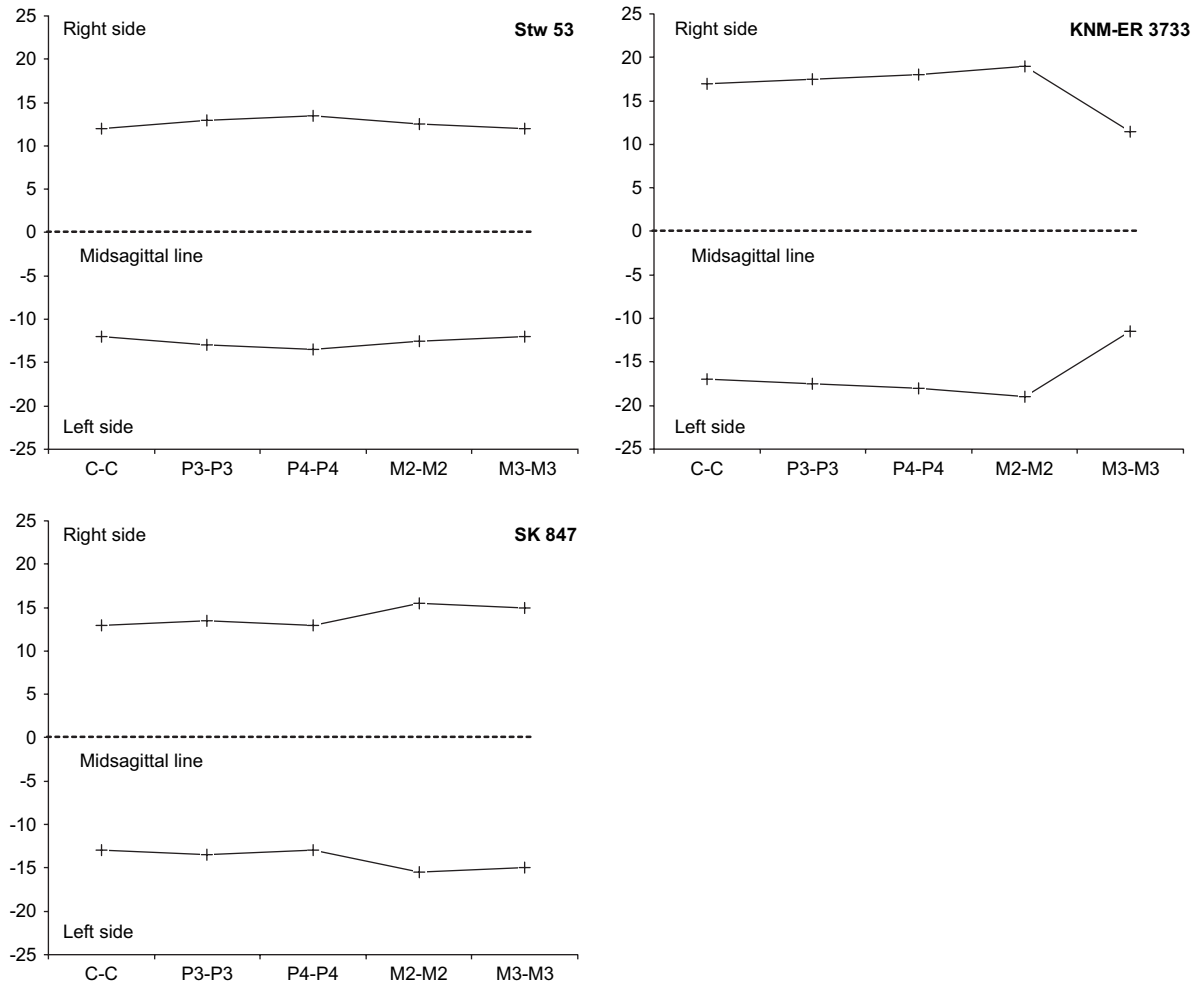 25
Right side
Stw 53
20
15
10
5
0
Midsagittal line
-5
-10
-15
-20
Left side
-25
C-C P3-P3 P4-P4 M2-M2 M3-M3
25
Right side
KNM-ER 3733
20
15
10
5
0
Midsagittal line
-5
-10
-15
-20
Left side
-25
C-C P3-P3 P4-P4 M2-M2 M3-M3
25
Right side
SK 847
20
15
10
5
0
Midsagittal line
-5
-10
-15
-20
Left side
-25
C-C P3-P3 P4-P4 M2-M2 M3-M3